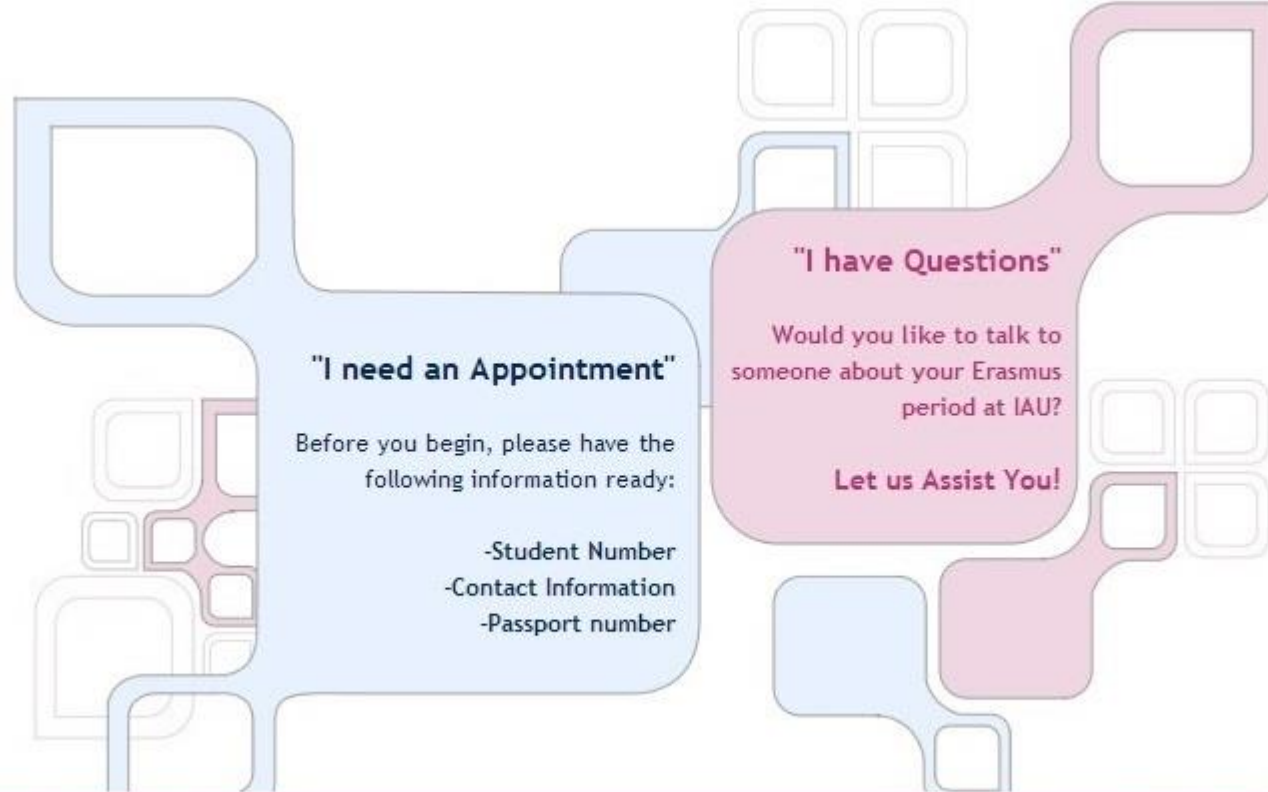 "I need an Appointment"
Before you begin, please have the
following information ready:
-Student Number
-Contact Information
-Passport number
"I have Questions"
Would you like to talk to
someone about your Erasmus
period at IAU?
Let us Assist You!